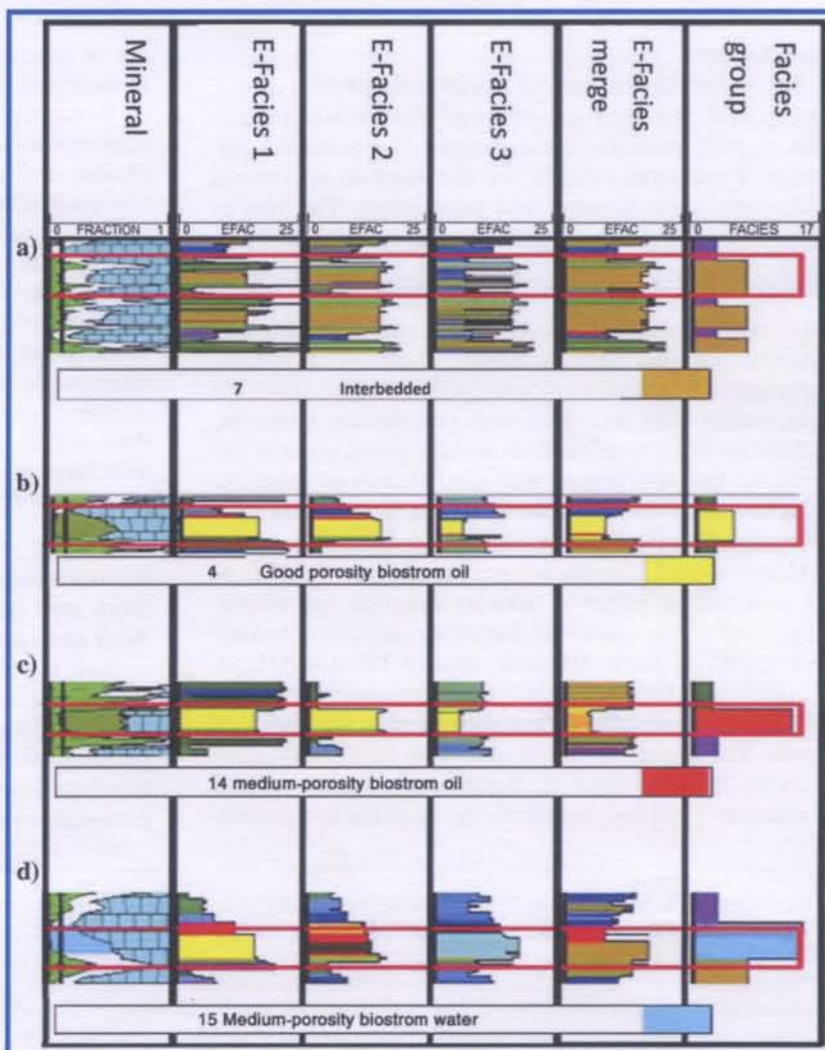 Mineral
E-Facies 1
E-Facies 2
E-Facies 3
E-Facies
merge
Facies
group
0 FRACTION 1
0 EFAC 25
0 EFAC 25
0 EFAC 25
0 EFAC 25
0 FACIES 17
a)
7 Interbedded
b)
4 Good porosity biostrom oil
c)
14 medium-porosity biostrom oil
d)
15 Medium-porosity biostrom water